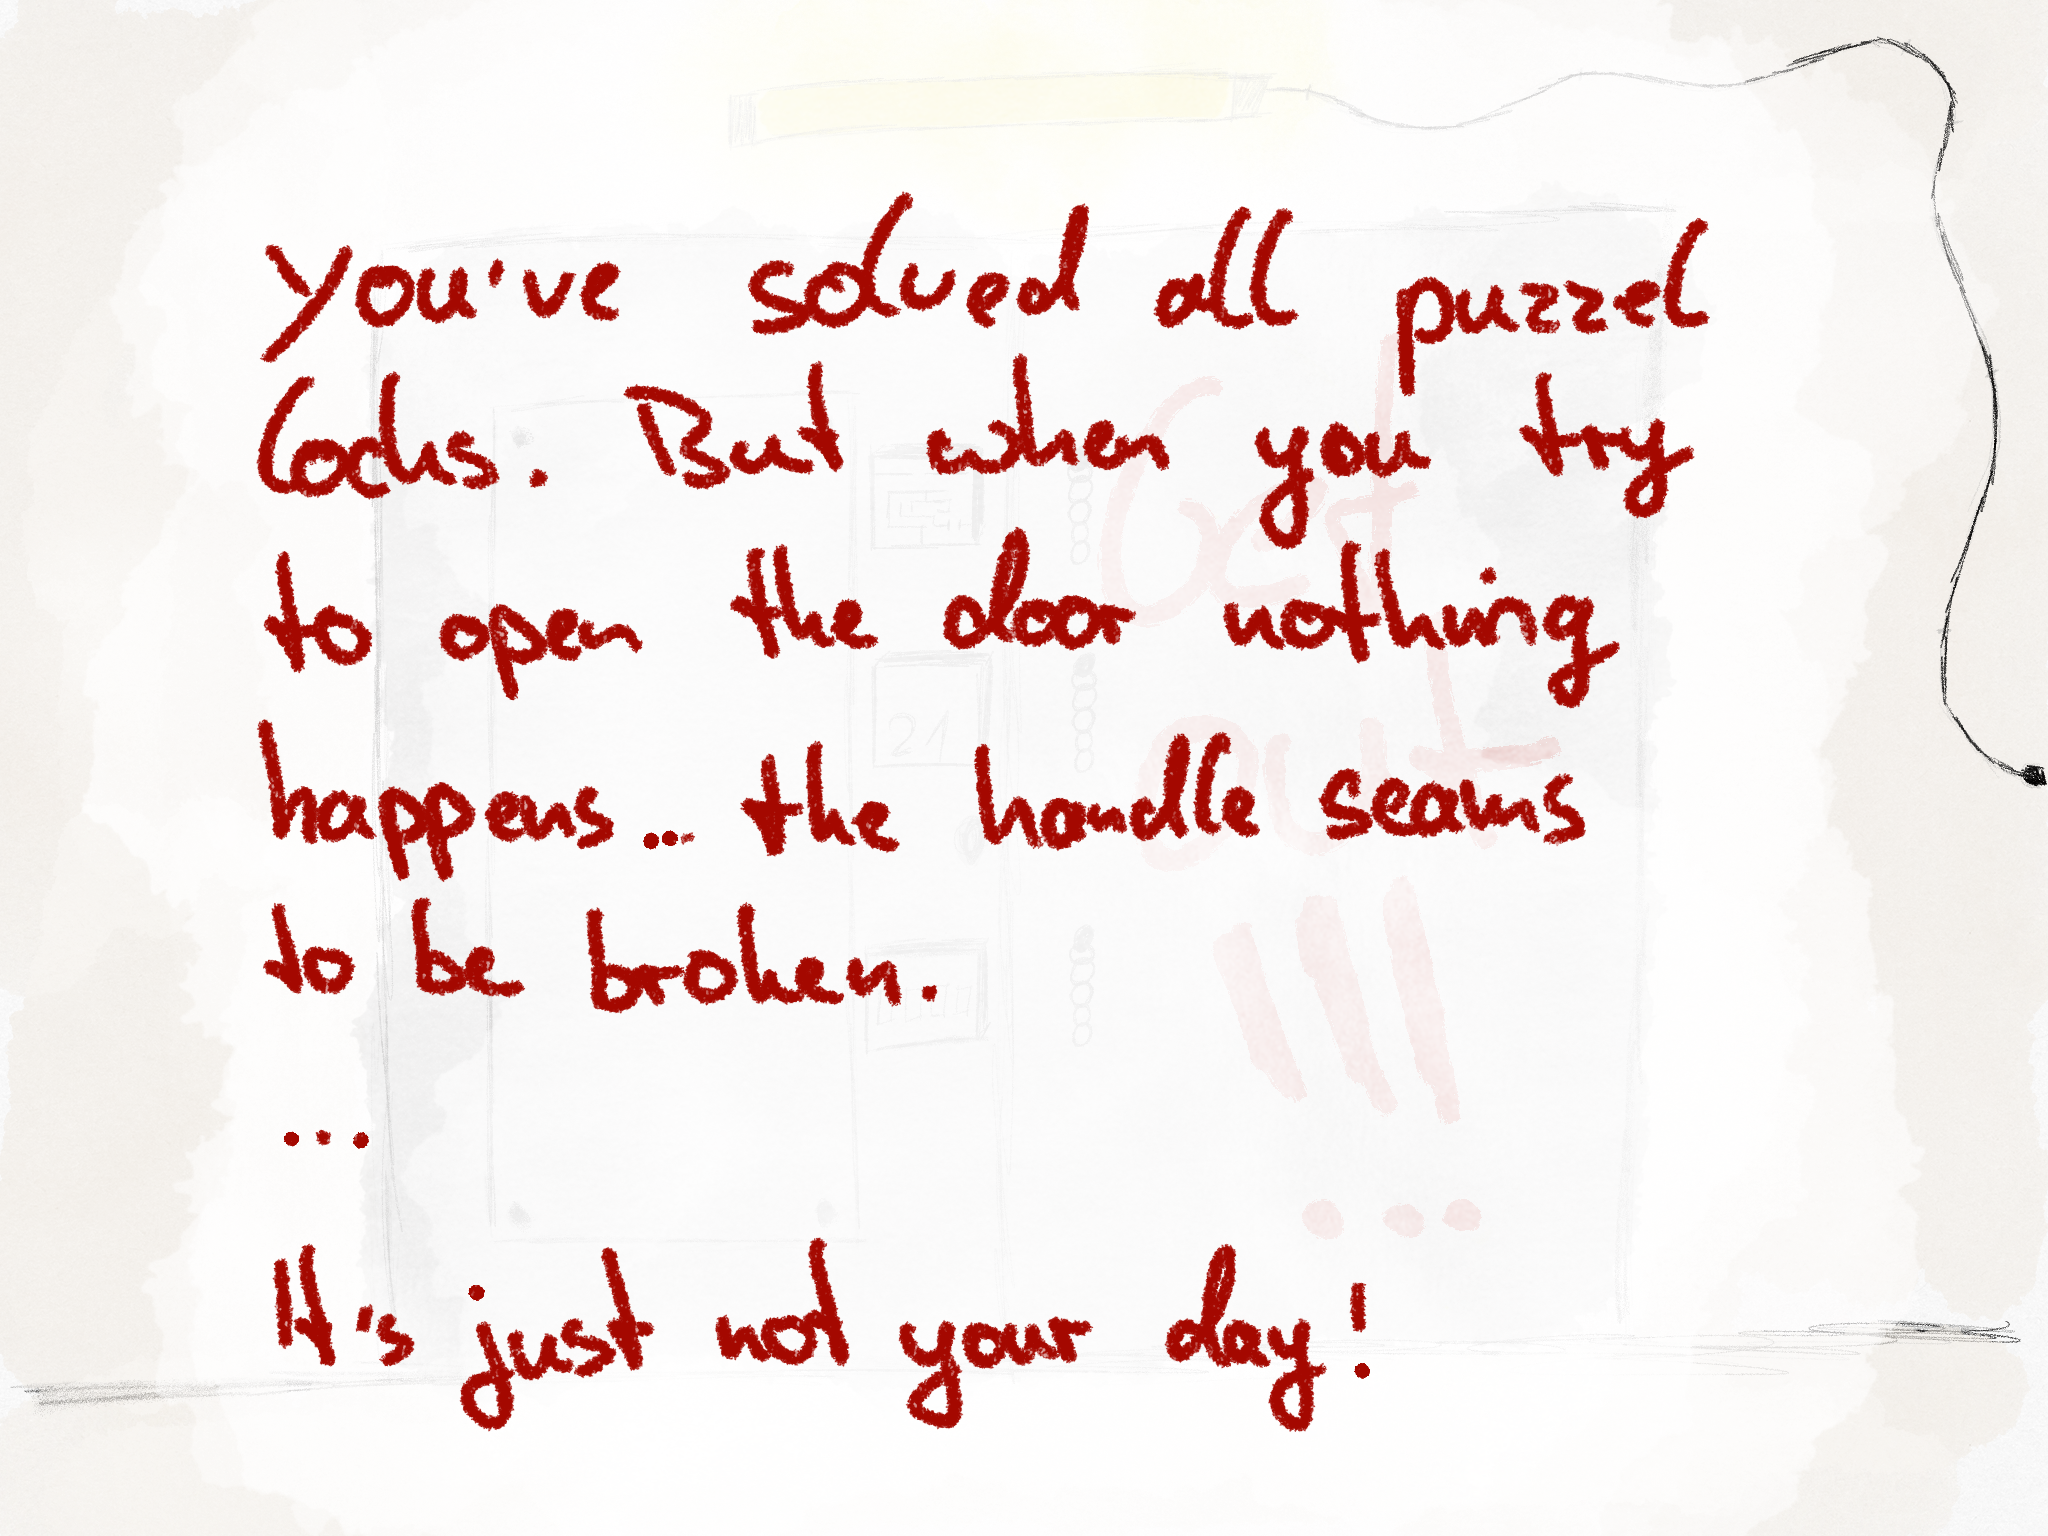 You've solved all puzzel
locks. But when you try
to open the door nothing
happens... the handle seams
to be broken.
...
It's just not your day!
Get
out
!!!
21